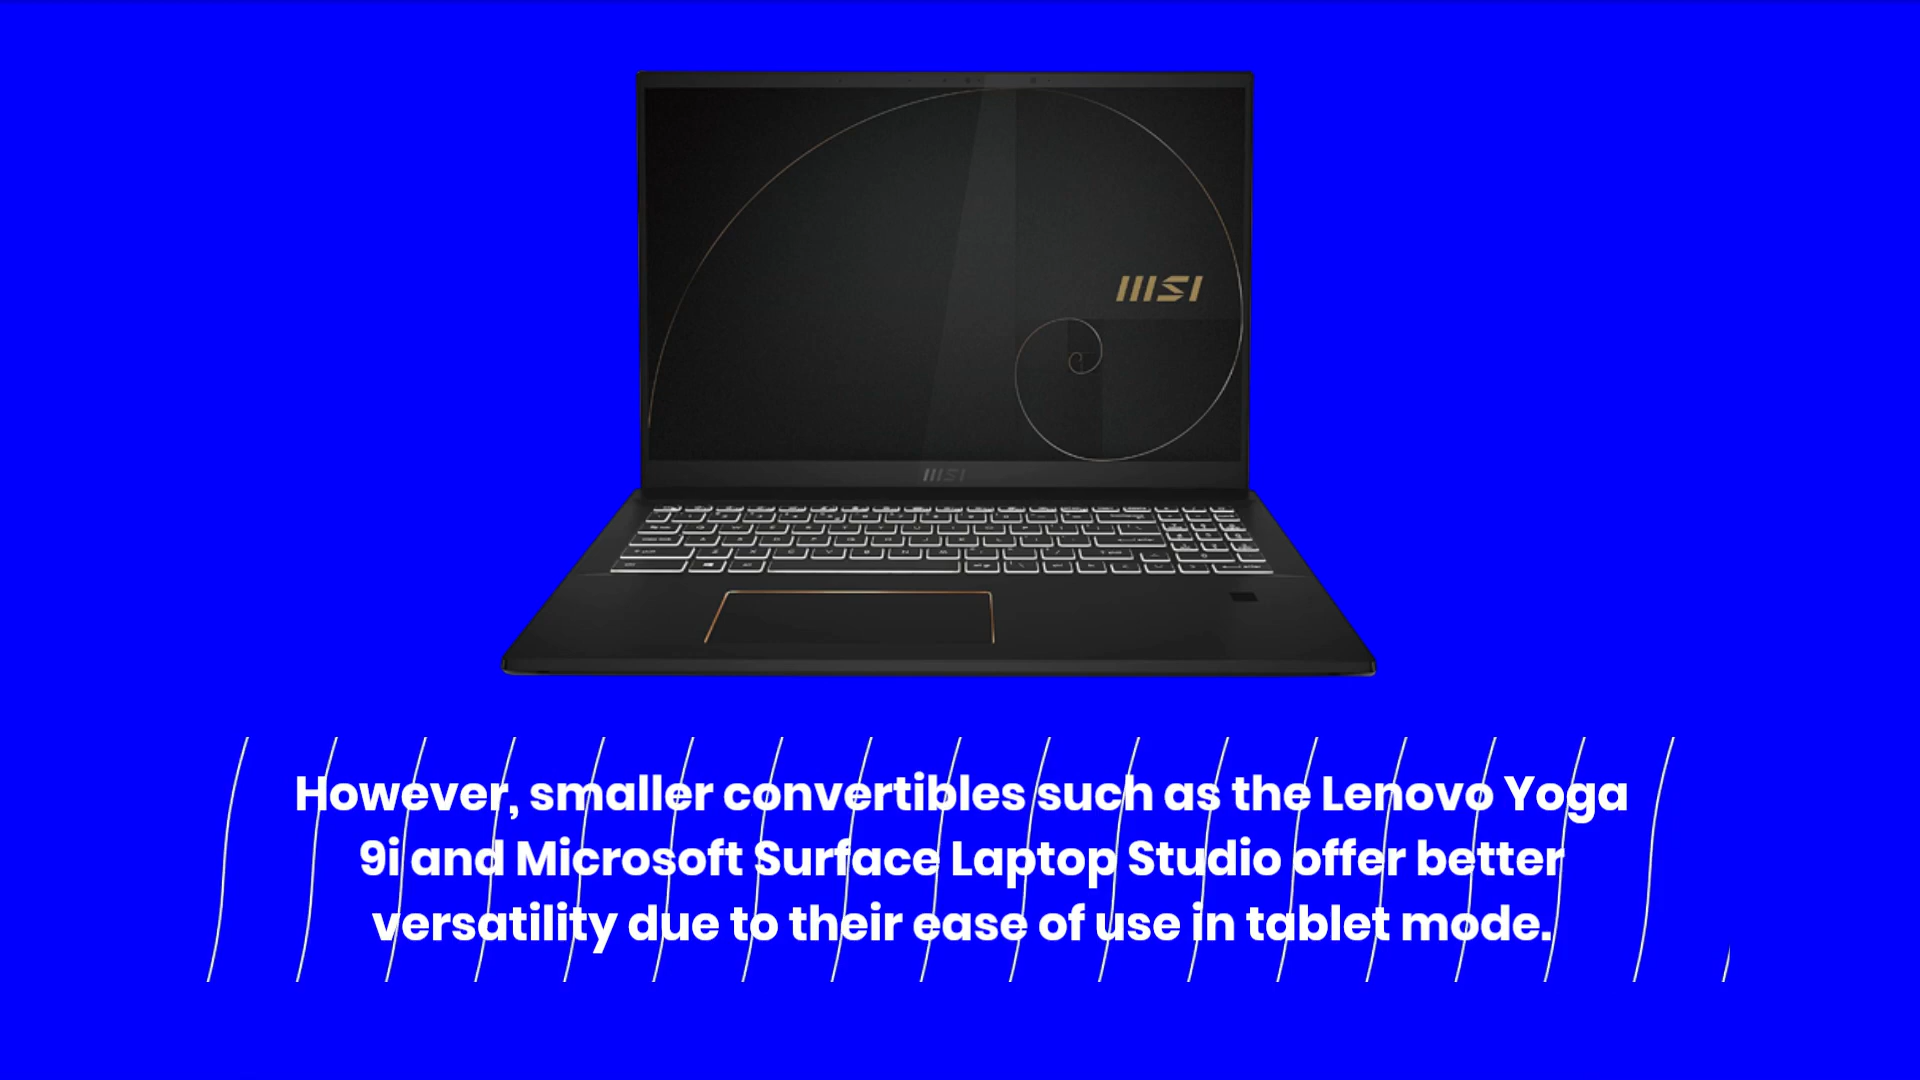 msi
msi
However, smaller convertibles such as the Lenovo Yoga
9i and Microsoft Surface Laptop Studio offer better
versatility due to their ease of use in tablet mode.